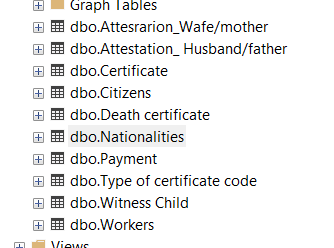 Graph Tables
dbo.Attesrarion_Wafe/mother
dbo.Attestation_ Husband/father
dbo.Certificate
dbo.Citizens
dbo.Death certificate
dbo.Nationalities
dbo.Payment
dbo.Type of certificate code
dbo.Witness Child
dbo.Workers
Views